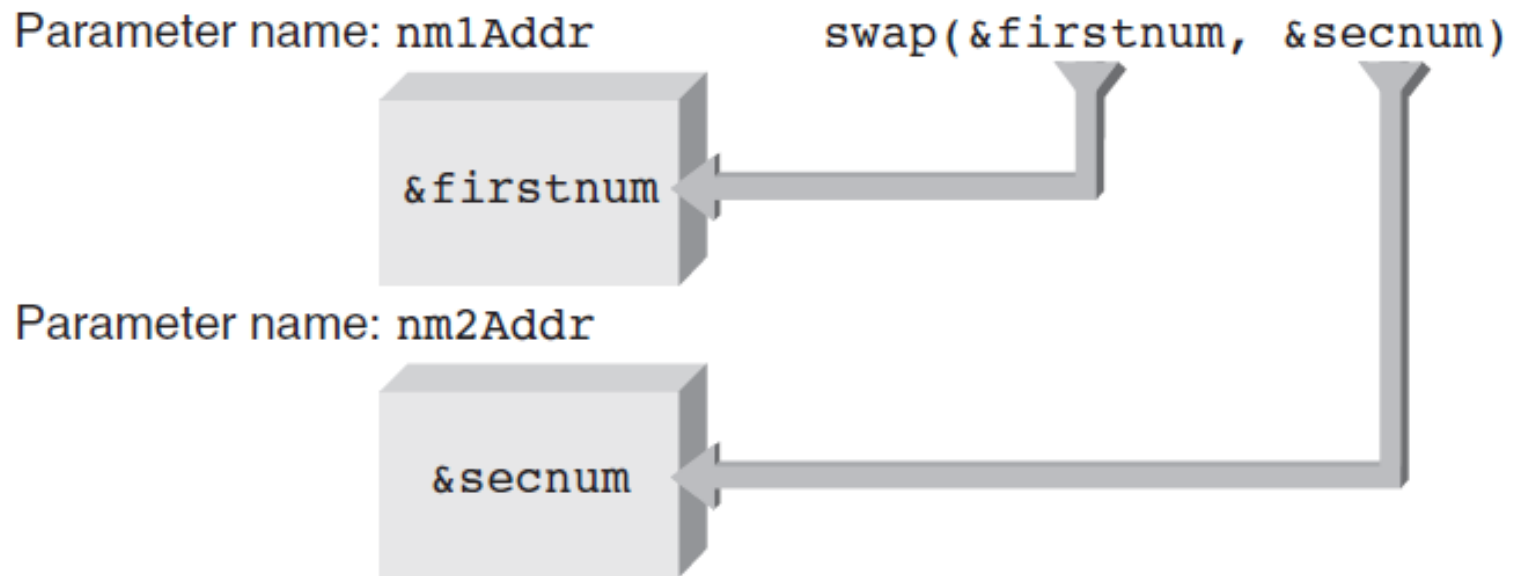 Parameter name: nm1Addr
swap(&firstnum, &secnum)
&firstnum
Parameter name: nm2Addr
&secnum